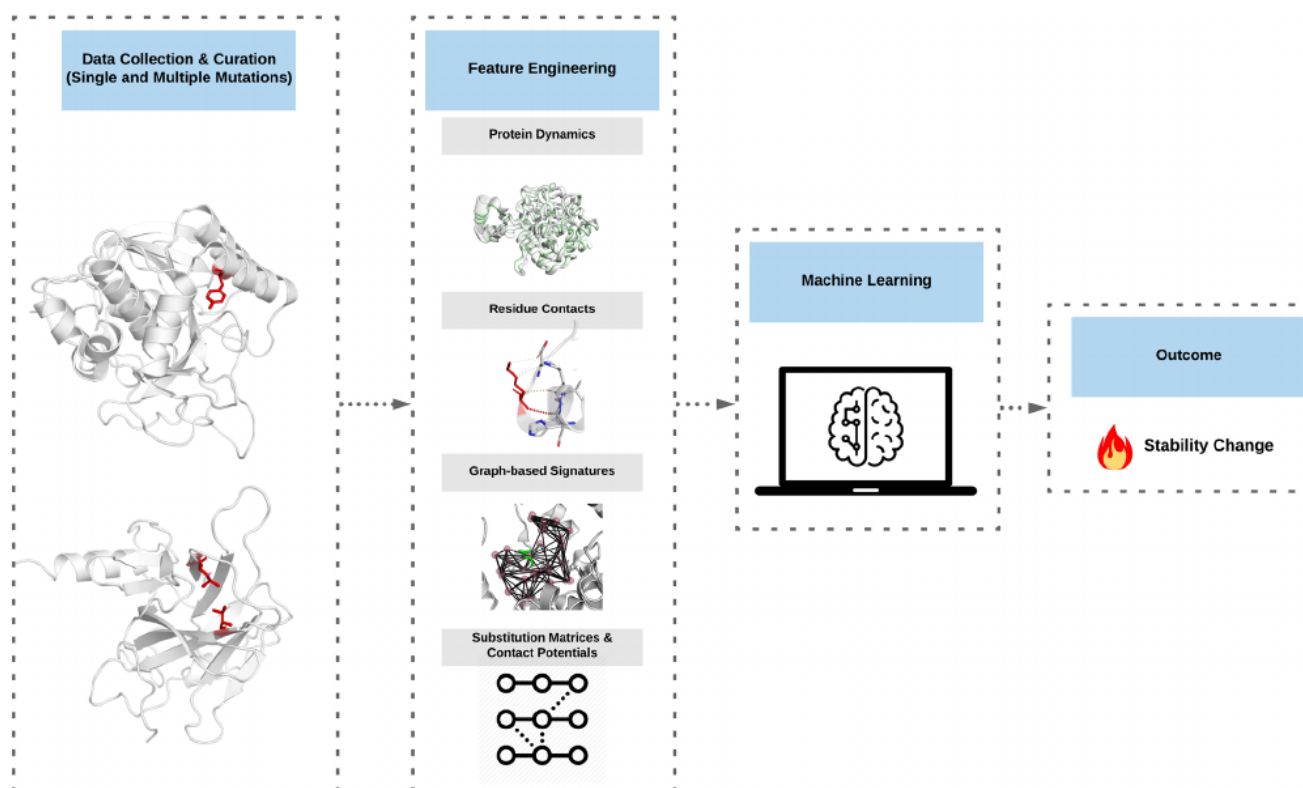 Data Collection & Curation
(Single and Multiple Mutations)
Feature Engineering
Protein Dynamics
Residue Contacts
Graph-based Signatures
Substitution Matrices &
Contact Potentials
Machine Learning
Outcome
Stability Change